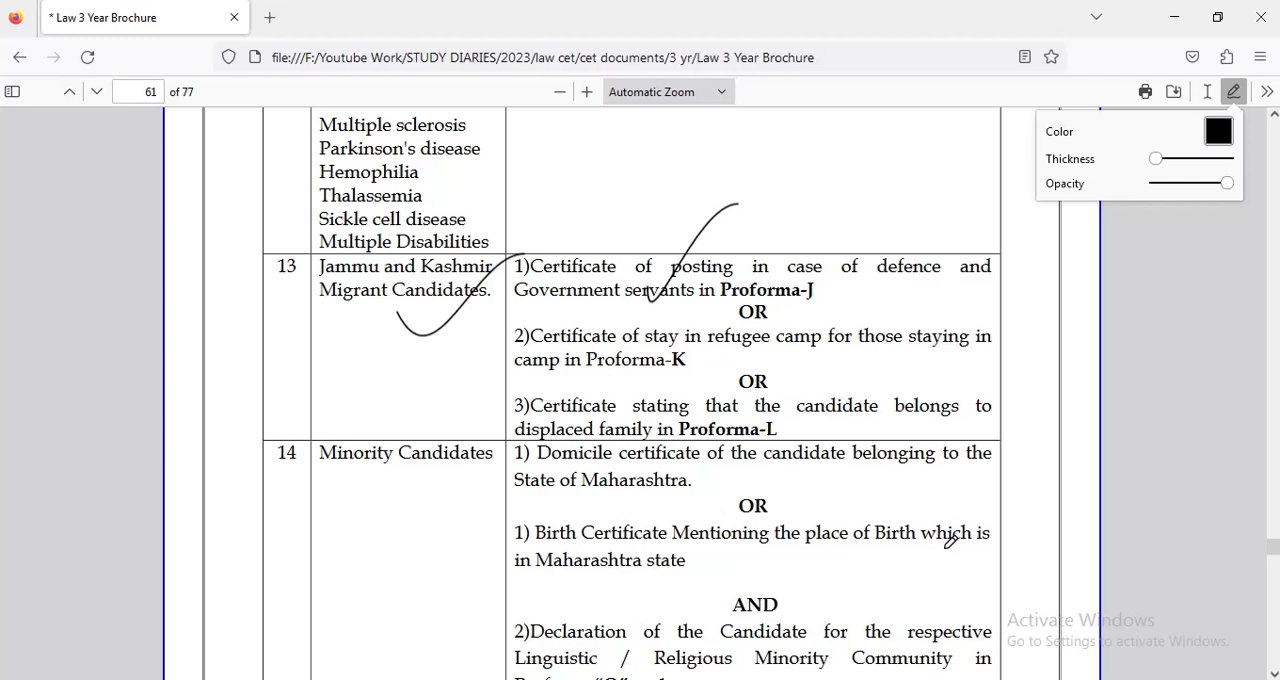 * Law 3 Year Brochure
file:///F:/Youtube Work/STUDY DIARIES/2023/law cet/cet documents/3 yr/Law 3 Year Brochure
61 of 77
Automatic Zoom
Color
Thickness
Opacity
Multiple sclerosis
Parkinson's disease
Hemophilia
Thalassemia
Sickle cell disease
Multiple Disabilities
13
Jammu and Kashmir
Migrant Candidates.
1)Certificate of posting in case of defence and
Government servants in Proforma-J
OR
2)Certificate of stay in refugee camp for those staying in
camp in Proforma-K
OR
3)Certificate stating that the candidate belongs to
displaced family in Proforma-L
14
Minority Candidates
1) Domicile certificate of the candidate belonging to the
State of Maharashtra.
OR
1) Birth Certificate Mentioning the place of Birth which is
in Maharashtra state
AND
2)Declaration of the Candidate for the respective
Linguistic / Religious Minority Community in
Activate Windows
Go to Settings to activate Windows.